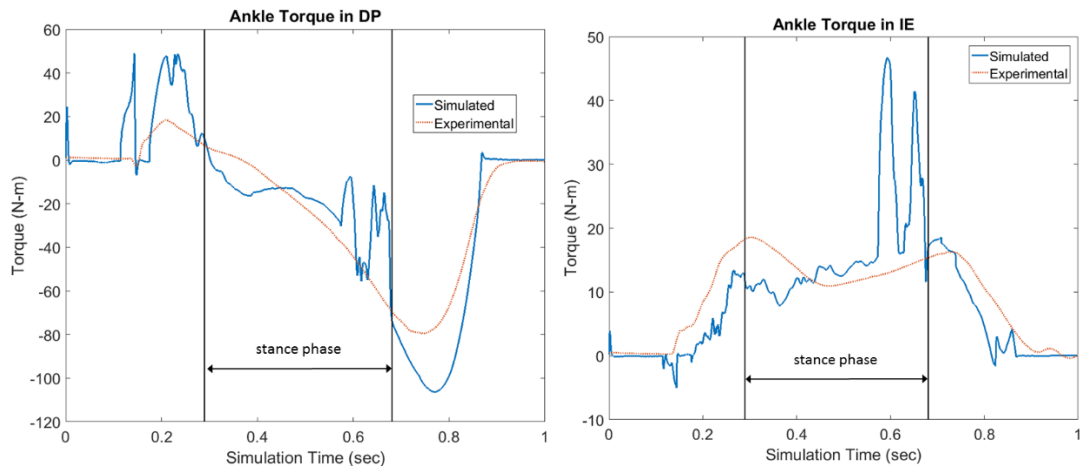 Ankle Torque in DP
60
40
20
0
-20
-40
-60
-80
-100
-120
Torque (N-m)
Simulated
Experimental
stance phase
0
0.2
0.4
0.6
0.8
1
Simulation Time (sec)
Ankle Torque in IE
50
40
30
20
10
0
-10
Torque (N-m)
Simulated
Experimental
stance phase
0
0.2
0.4
0.6
0.8
1
Simulation Time (sec)